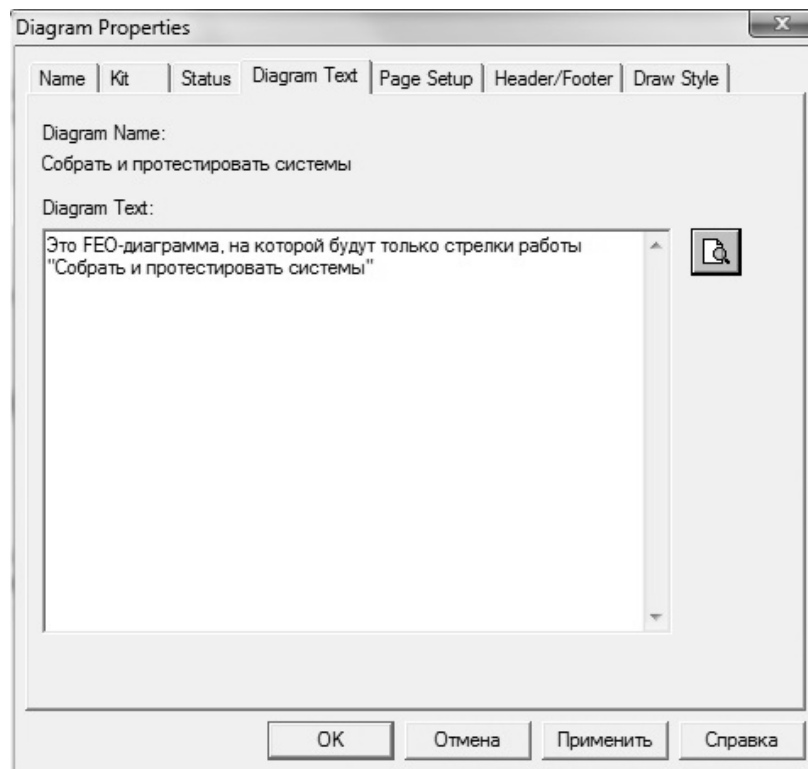 Diagram Properties
Name Kit Status Diagram Text Page Setup Header/Footer Draw Style
Diagram Name:
Собрать и протестировать системы
Diagram Text:
Это FEO-диаграмма, на которой будут только стрелки работы
"Собрать и протестировать системы"
OK Отмена Применить Справка